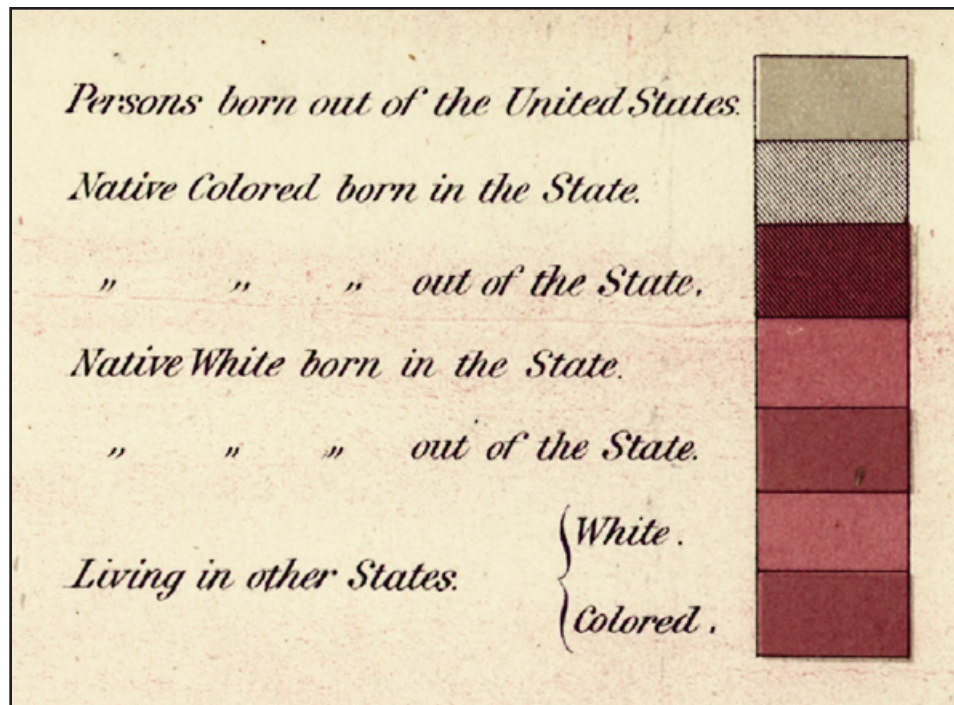 Persons born out of the United States.
Native Colored born in the State.
„ „ „ out of the State.
Native White born in the State.
„ „ „ out of the State.
White.
Living in other States.
Colored.